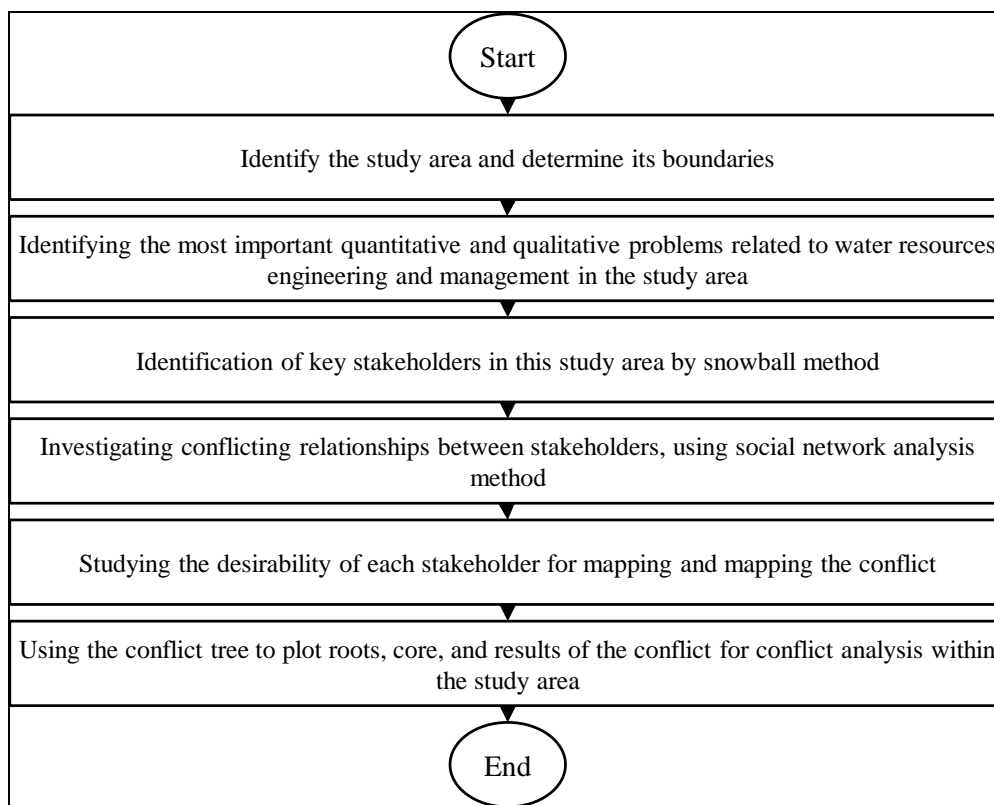 Start
Identify the study area and determine its boundaries
Identifying the most important quantitative and qualitative problems related to water resources
engineering and management in the study area
Identification of key stakeholders in this study area by snowball method
Investigating conflicting relationships between stakeholders, using social network analysis
method
Studying the desirability of each stakeholder for mapping and mapping the conflict
Using the conflict tree to plot roots, core, and results of the conflict for conflict analysis within
the study area
End